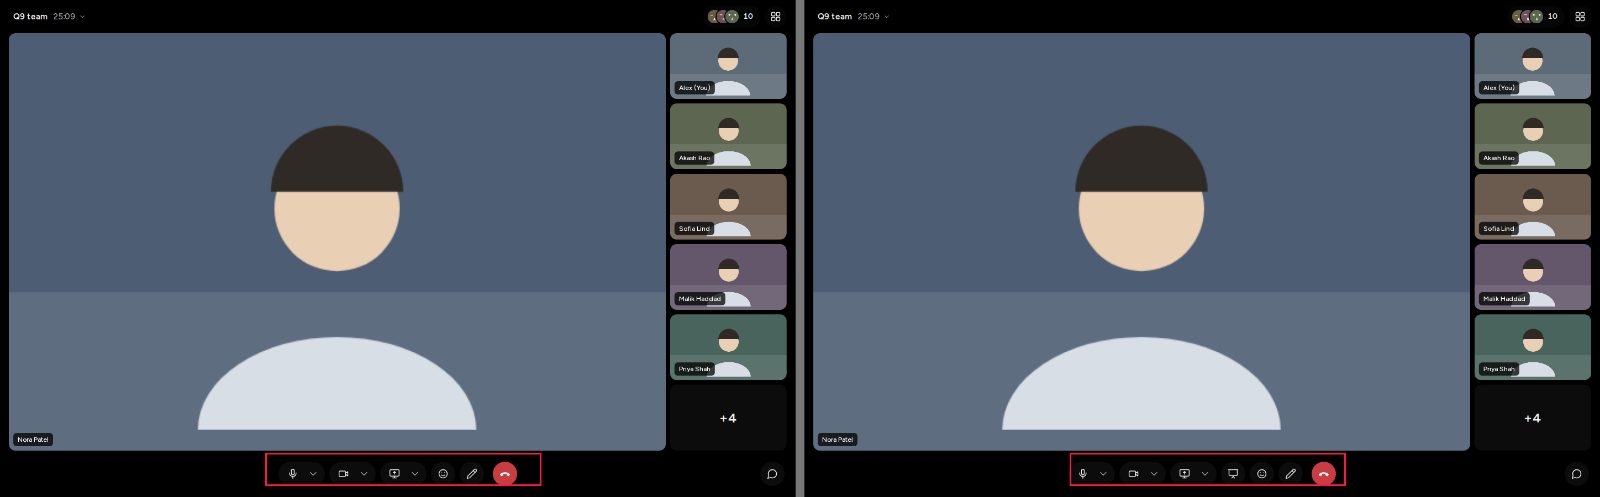 Q9 team 25:09
10
Alex (You)
Akash Rao
Sofia Lind
Malik Haddad
Priya Shah
+4
Nora Patel
Q9 team 25:09
10
Alex (You)
Akash Rao
Sofia Lind
Malik Haddad
Priya Shah
+4
Nora Patel